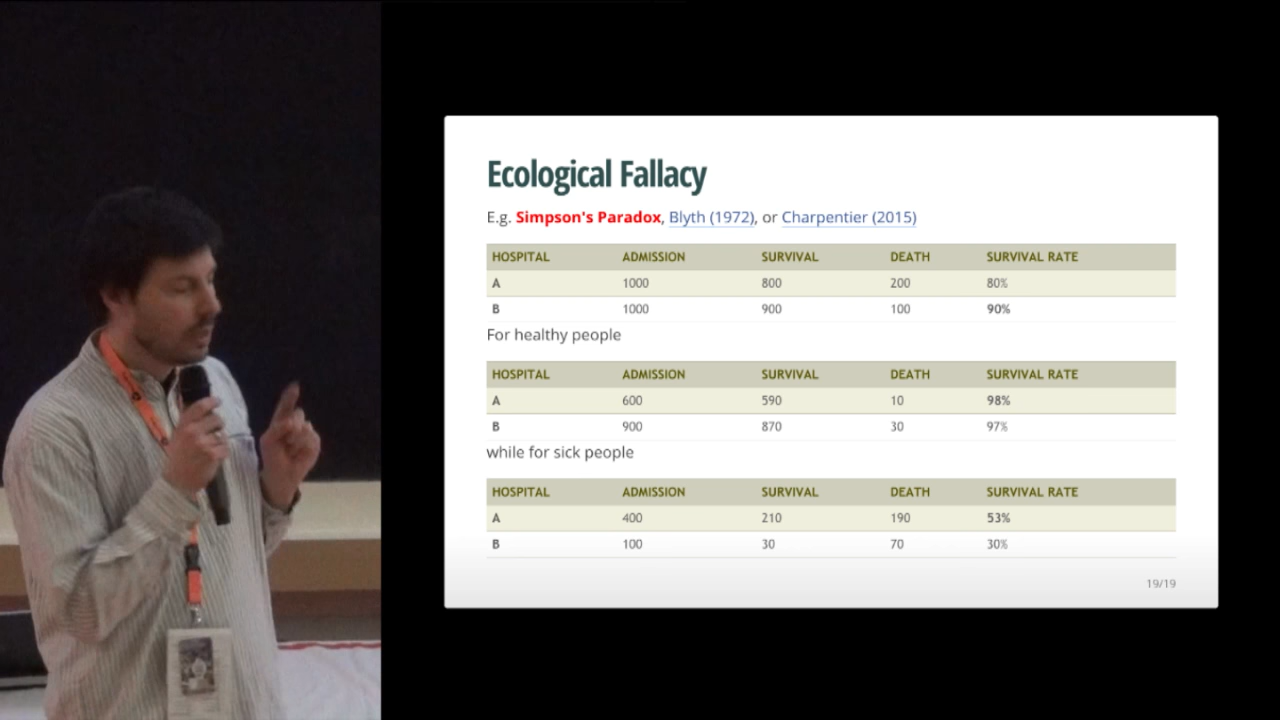 Ecological Fallacy
E.g. Simpson's Paradox, Blyth (1972), or Charpentier (2015)
HOSPITAL ADMISSION SURVIVAL DEATH SURVIVAL RATE
A 1000 800 200 80%
B 1000 900 100 90%
For healthy people
HOSPITAL ADMISSION SURVIVAL DEATH SURVIVAL RATE
A 600 590 10 98%
B 900 870 30 97%
while for sick people
HOSPITAL ADMISSION SURVIVAL DEATH SURVIVAL RATE
A 400 210 190 53%
B 100 30 70 30%
19/19